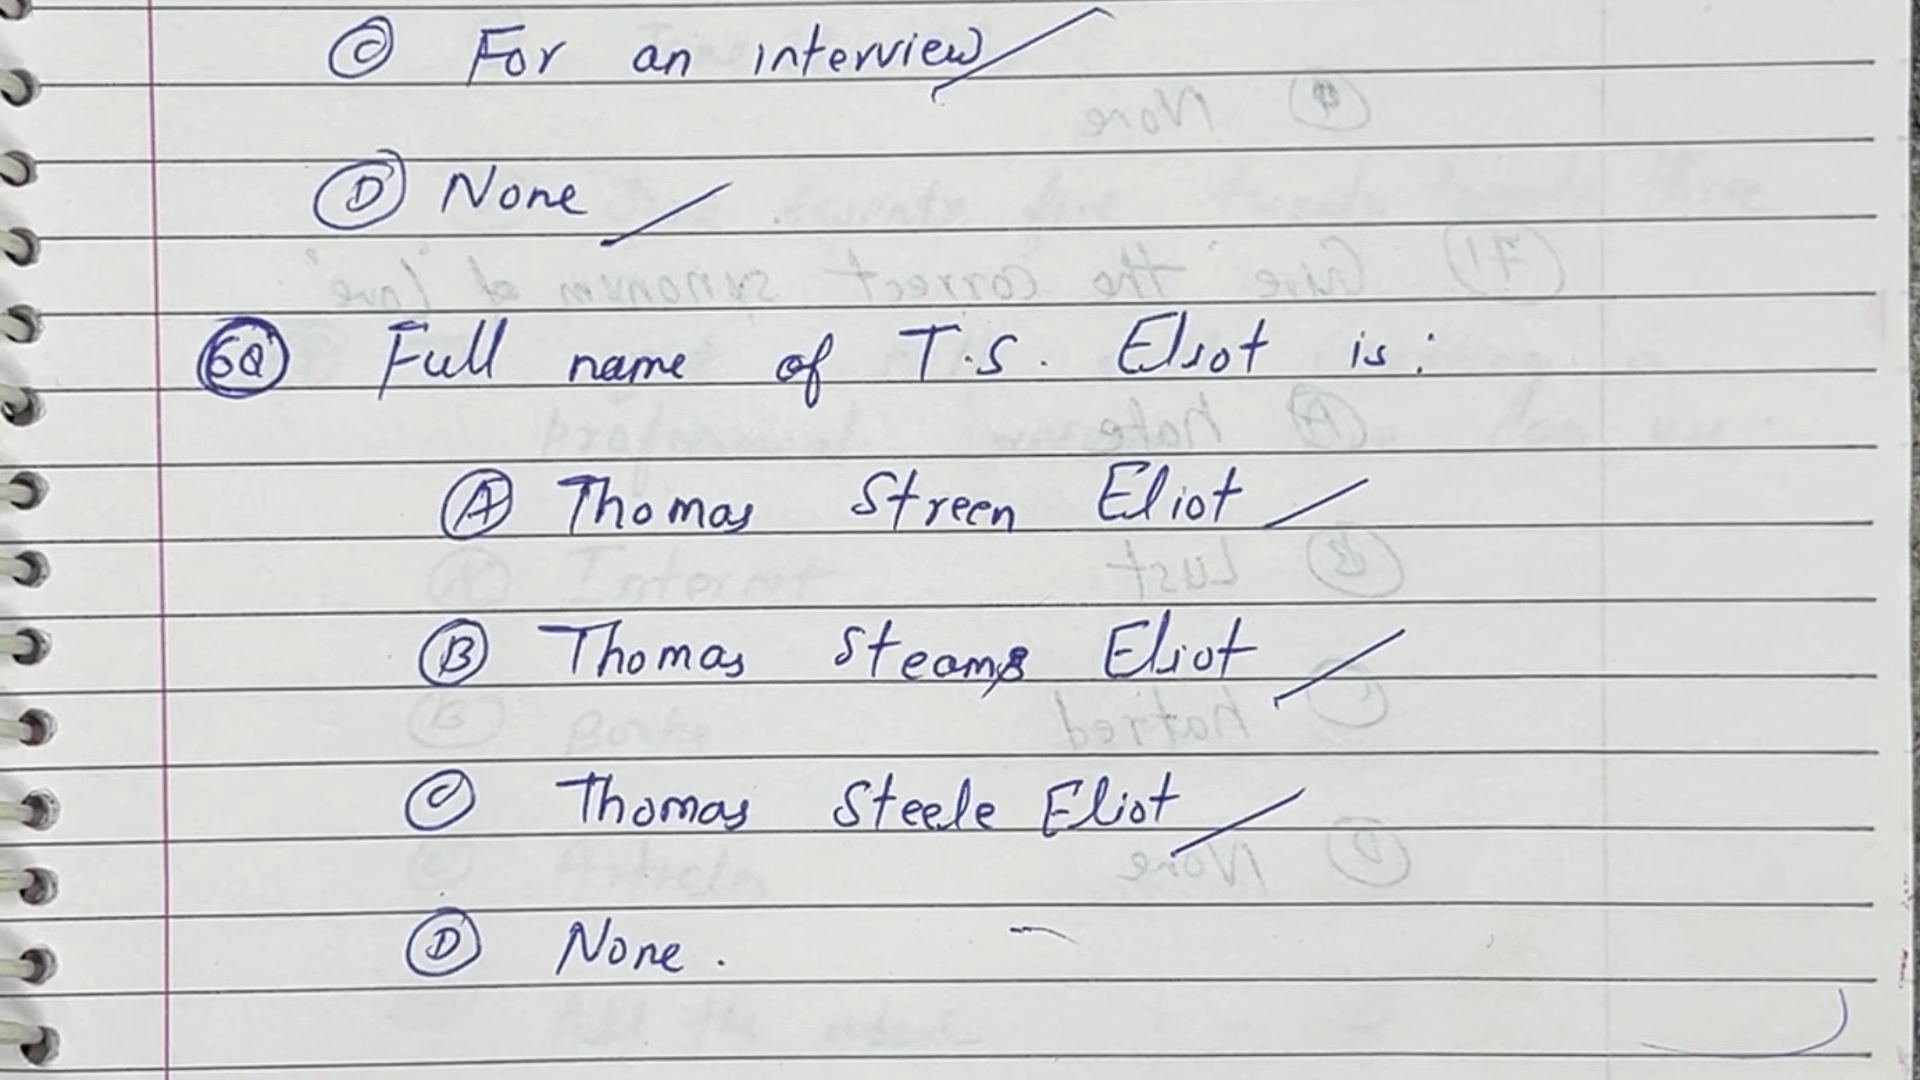 C For an interview
D None
68 Full name of T.S. Eliot is:
A Thomas Streen Eliot
B Thomas Steams Eliot
C Thomas Steele Eliot
D None.